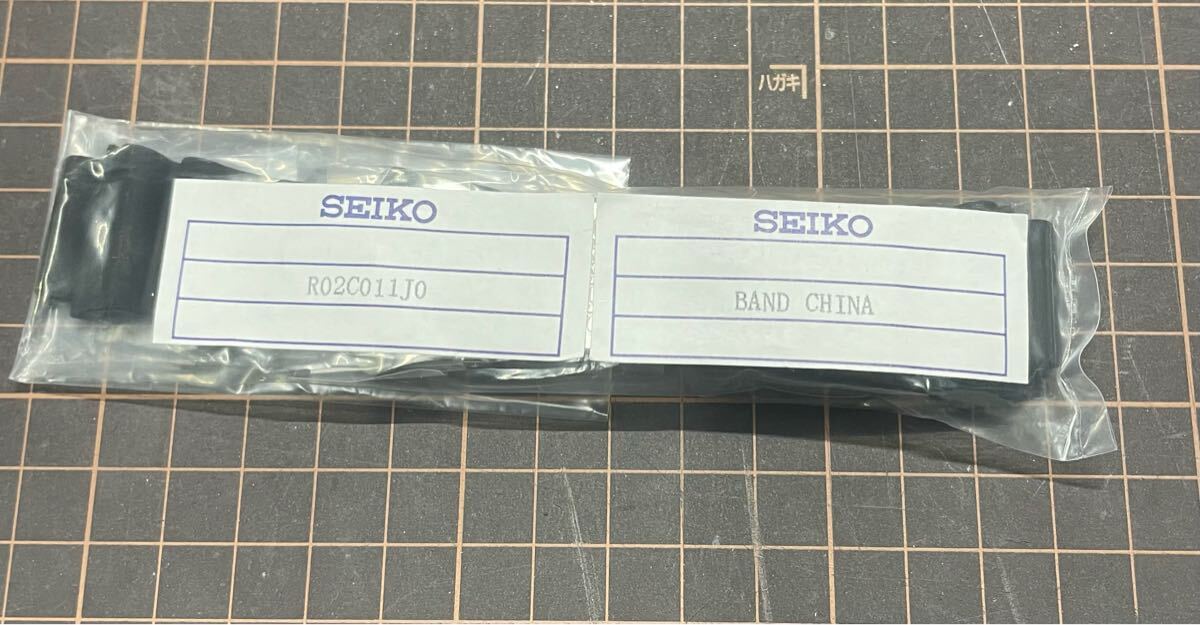 ハガキ
SEIKO
R02C011J0
SEIKO
BAND CHINA